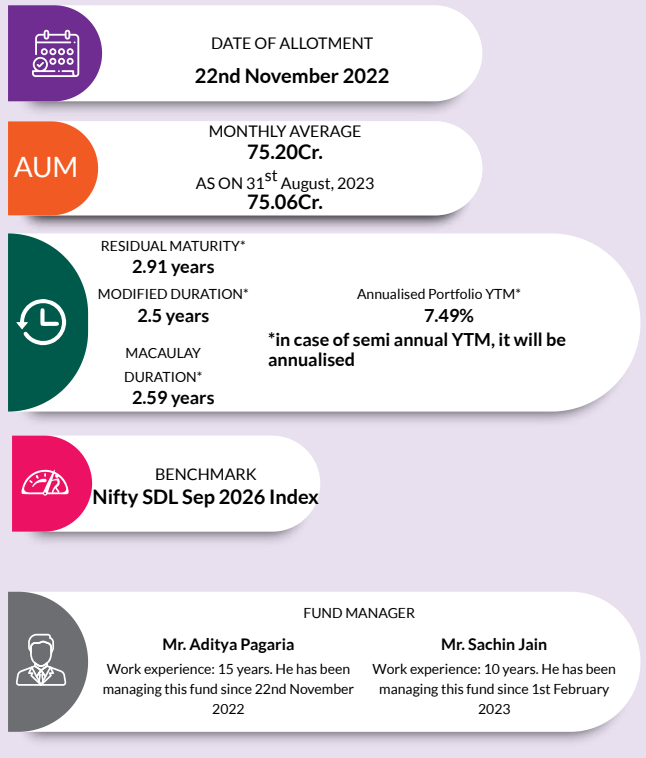 DATE OF ALLOTMENT
22nd November 2022
AUM
MONTHLY AVERAGE
75.20Cr.
AS ON 31st August, 2023
75.06Cr.
RESIDUAL MATURITY*
2.91 years
MODIFIED DURATION*
2.5 years
MACAULAY
DURATION*
2.59 years
Annualised Portfolio YTM*
7.49%
*in case of semi annual YTM, it will be
annualised
BENCHMARK
Nifty SDL Sep 2026 Index
FUND MANAGER
Mr. Aditya Pagaria
Work experience: 15 years. He has been
managing this fund since 22nd November
2022
Mr. Sachin Jain
Work experience: 10 years. He has been
managing this fund since 1st February
2023